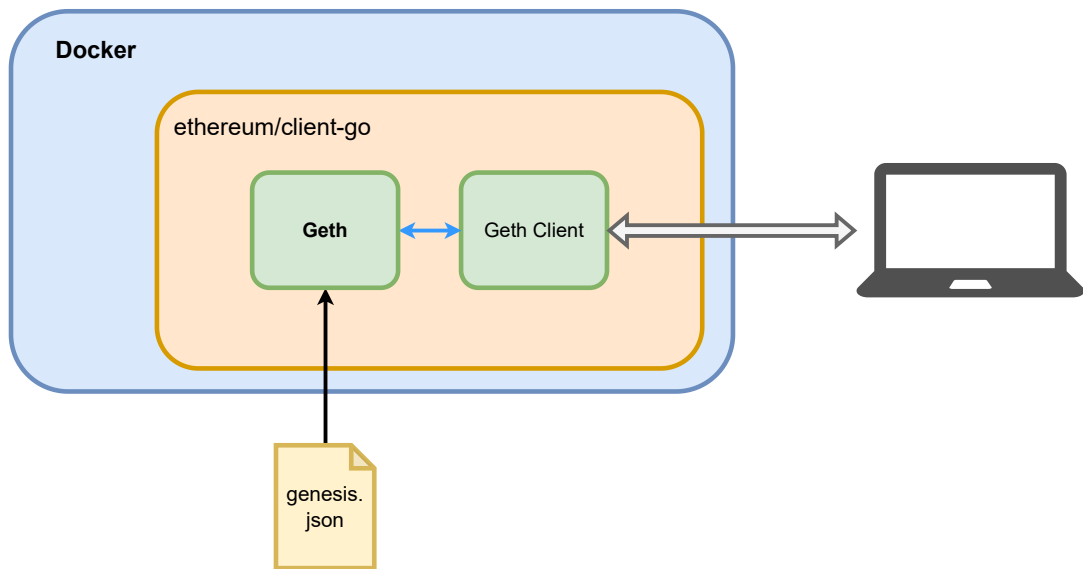 Docker
ethereum/client-go
Geth
Geth Client
genesis.
json